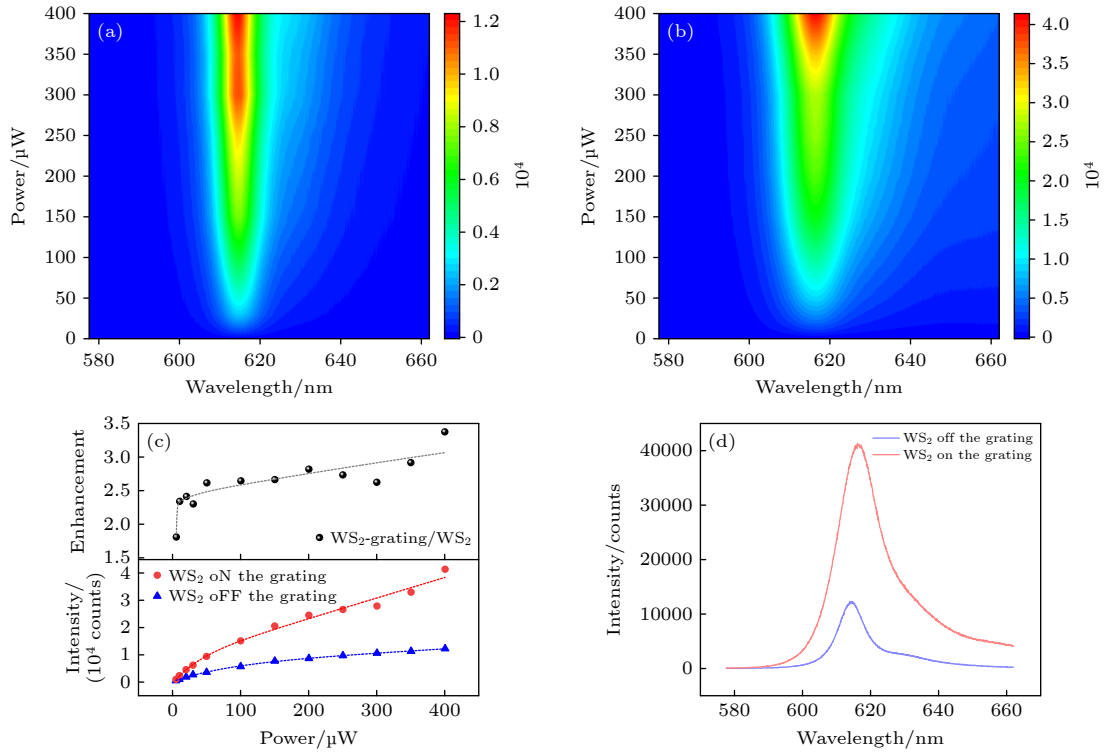 (a)
400
350
300
250
200
150
100
50
0
Power/μW
580 600 620 640 660
Wavelength/nm
1.2
1.0
0.8
0.6
0.4
0.2
0
10⁴
(b)
400
350
300
250
200
150
100
50
0
Power/μW
580 600 620 640 660
Wavelength/nm
4.0
3.5
3.0
2.5
2.0
1.5
1.0
0.5
0
10⁴
(c)
3.5
3.0
2.5
2.0
1.5
Enhancement
WS₂-grating/WS₂
WS₂ oN the grating
WS₂ oFF the grating
4
3
2
1
0
Intensity/
(10⁴ counts)
0 100 200 300 400
Power/μW
(d)
WS₂ off the grating
WS₂ on the grating
40000
30000
20000
10000
0
Intensity/counts
580 600 620 640 660
Wavelength/nm